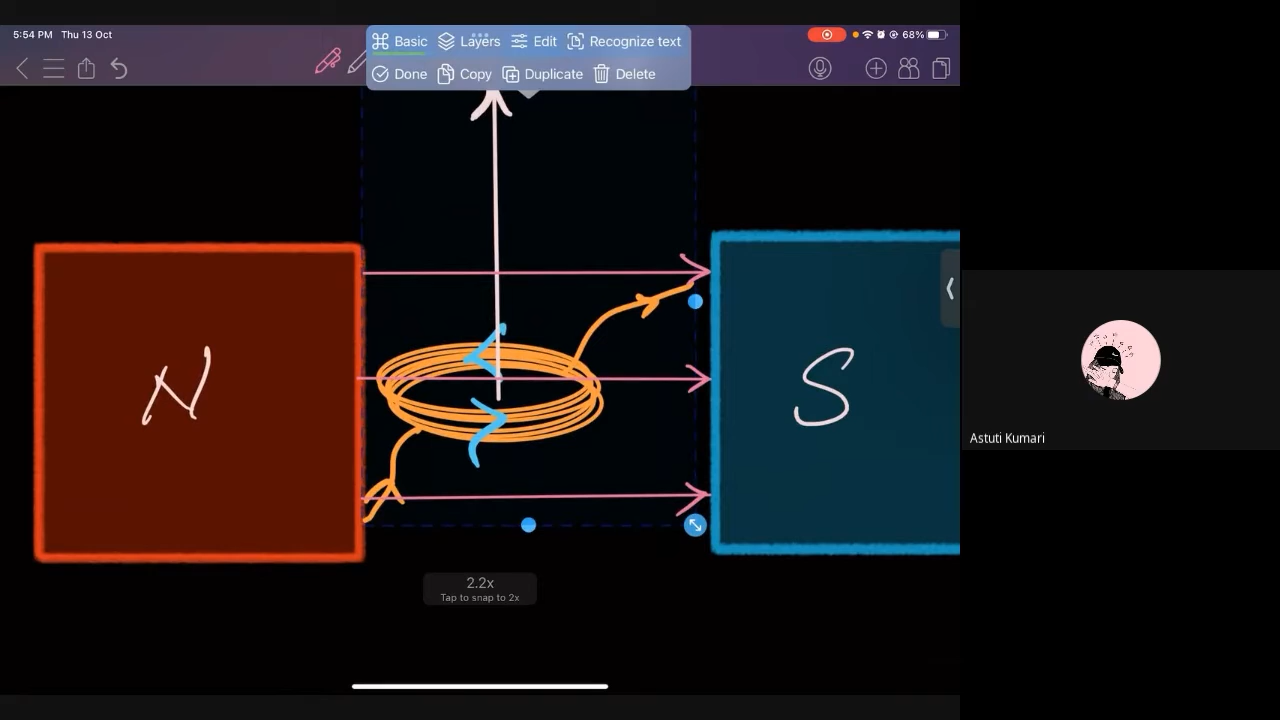 5:54 PM Thu 13 Oct
68%
Basic Layers Edit Recognize text
Done Copy Duplicate Delete
N
S
Astuti Kumari
2.2x
Tap to snap to 2x